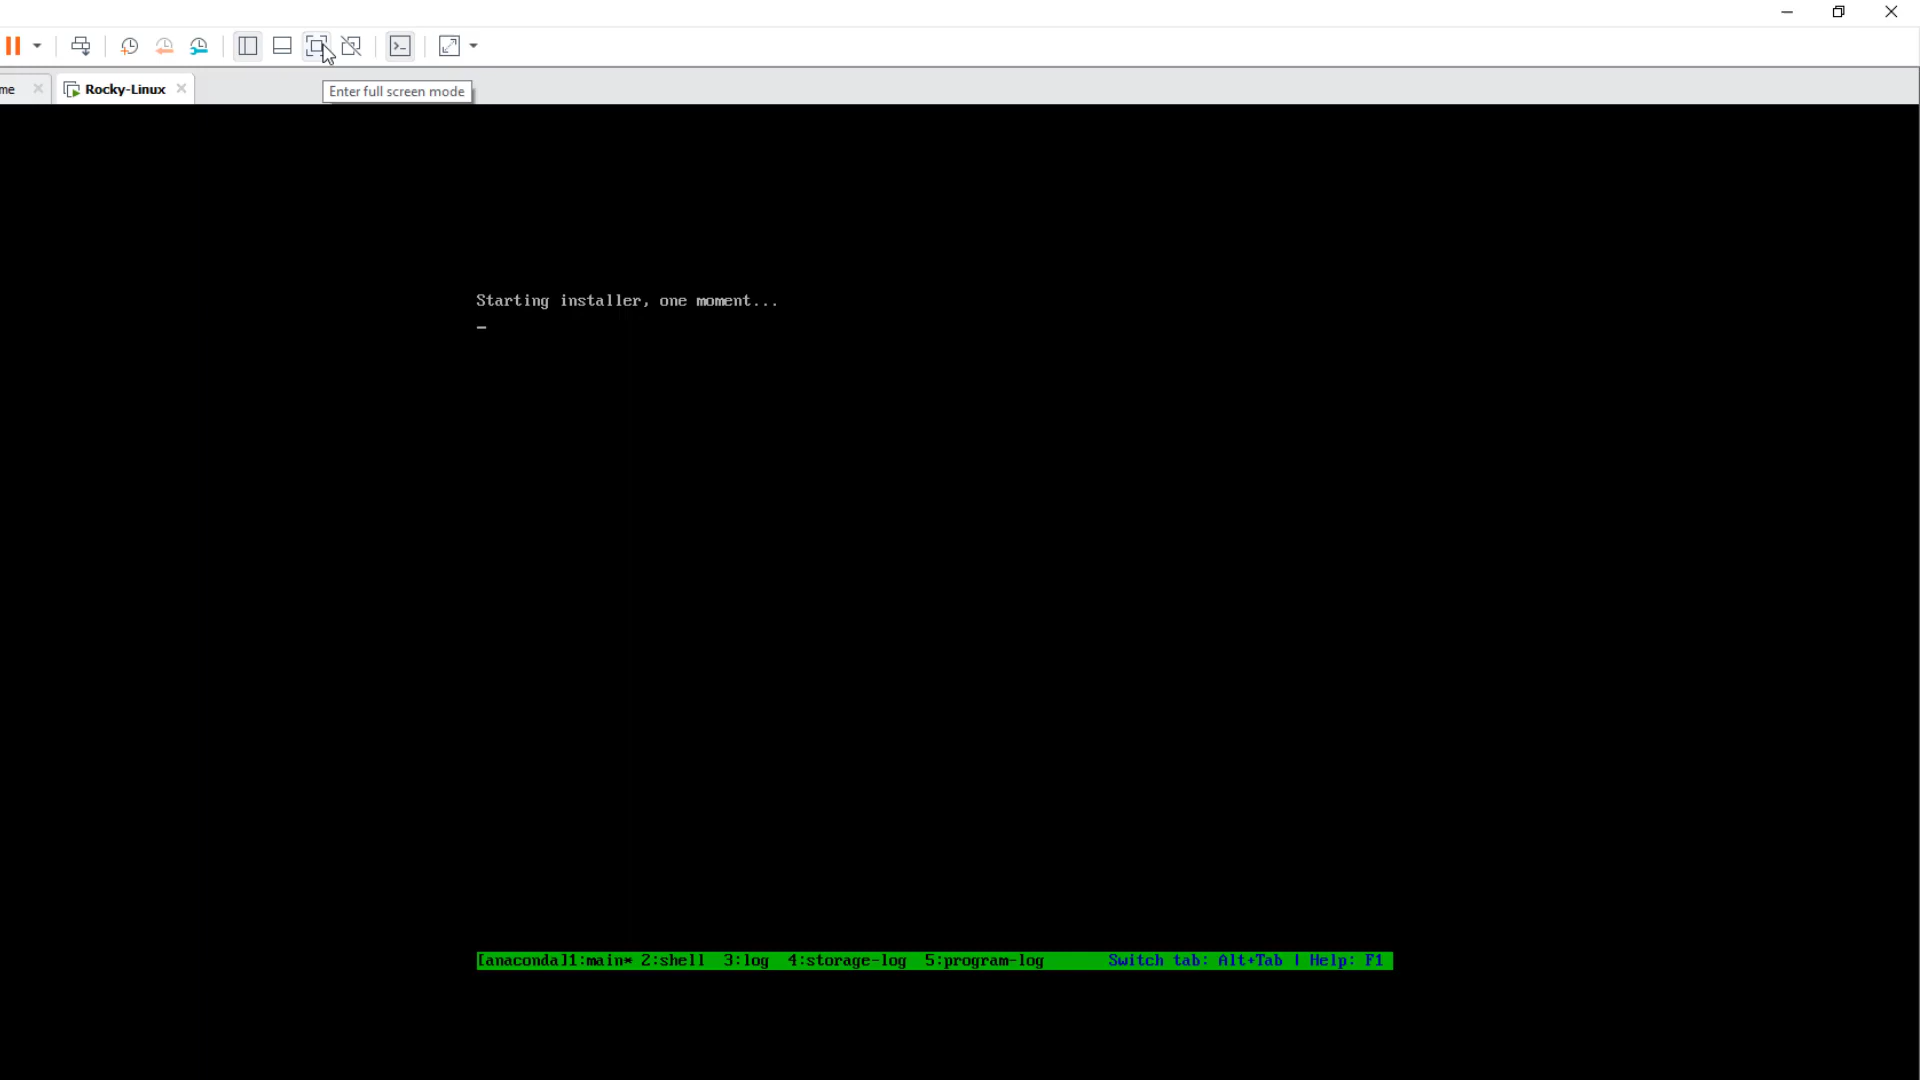 me
Rocky-Linux
Enter full screen mode
Starting installer, one moment...
[anaconda]1:main* 2:shell  3:log  4:storage-log  5:program-log       Switch tab: Alt+Tab | Help: F1